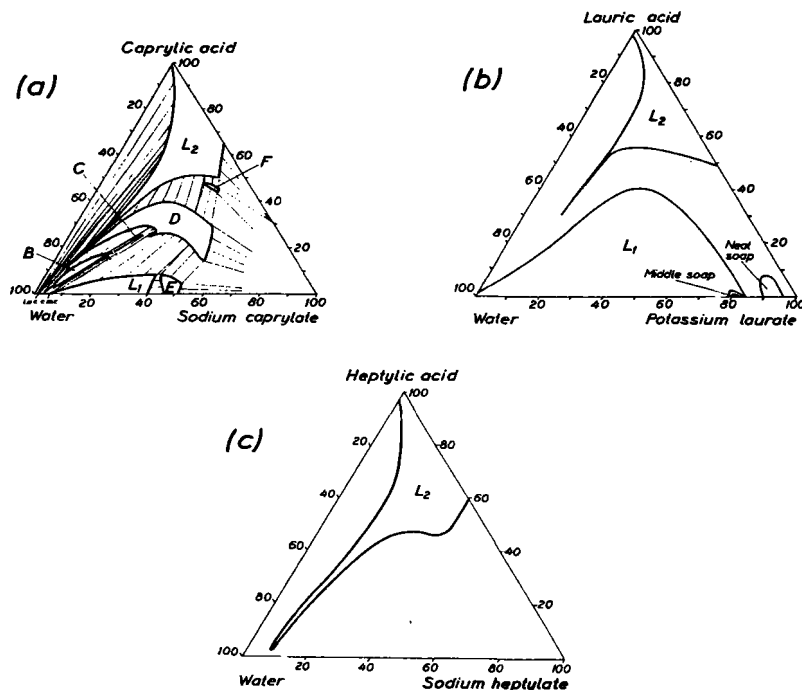 (a)
Caprylic acid
100
20
80
L₂
40
60
F
C
60
40
D
80
20
B
100
L₁
E
20
40
60
80
100
Water
Sodium caprylate
(b)
Lauric acid
100
20
80
L₂
40
60
60
40
80
20
L₁
Neat
soap
Middle soap
100
20
40
60
80
100
Water
Potassium laurate
(c)
Heptylic acid
100
20
80
L₂
40
60
60
40
80
20
100
20
40
60
80
100
Water
Sodium heptylate